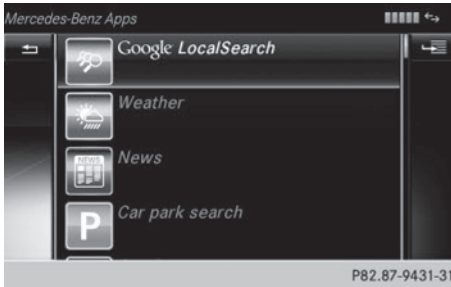 Mercedes-Benz Apps
Google LocalSearch
Weather
NEWS
News
P
Car park search
P82.87-9431-31